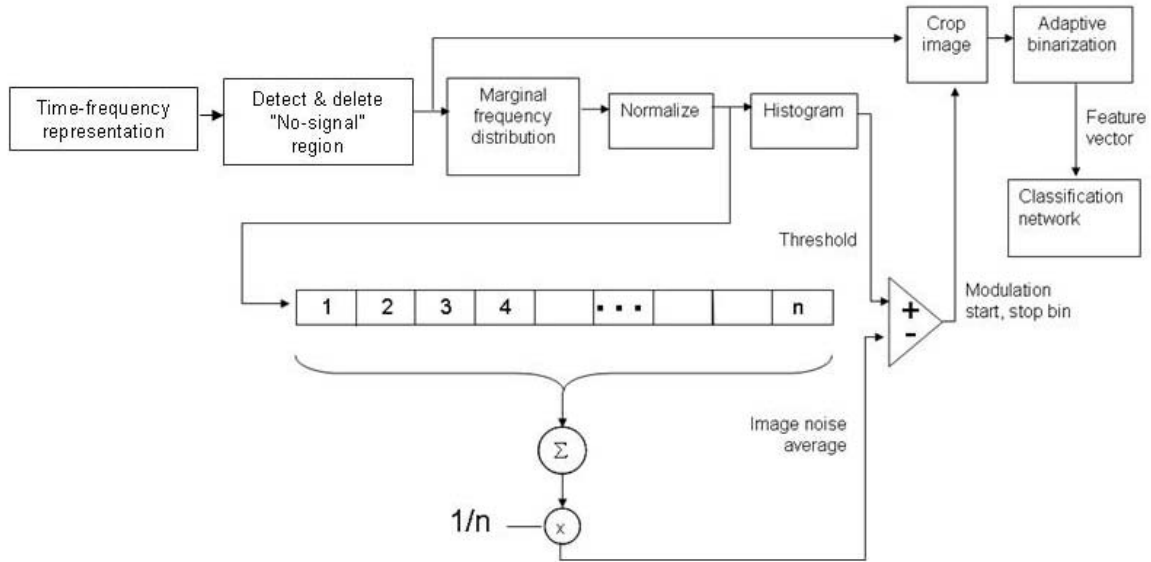 Crop
image
Adaptive
binarization
Time-frequency
representation
Detect & delete
"No-signal"
region
Marginal
frequency
distribution
Normalize
Histogram
Feature
vector
Classification
network
Threshold
1 2 3 4 ... n
+
-
Modulation
start, stop bin
Image noise
average
Σ
1/n
x